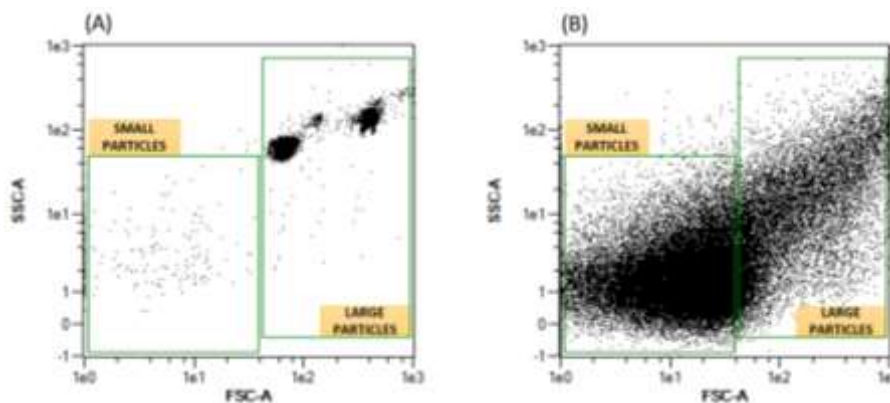 (A)
1e3
1e2
1e1
1
0
-1
SSC-A
SMALL
PARTICLES
LARGE
PARTICLES
1e0
1e1
1e2
1e3
FSC-A
(B)
1e3
1e2
1e1
1
0
-1
SSC-A
SMALL
PARTICLES
LARGE
PARTICLES
1e0
1e1
1e2
FSC-A